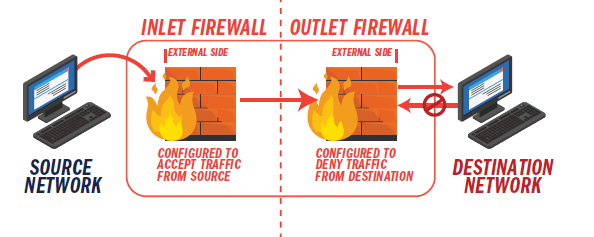 INLET FIREWALL
OUTLET FIREWALL
EXTERNAL SIDE
EXTERNAL SIDE
CONFIGURED TO
ACCEPT TRAFFIC
FROM SOURCE
CONFIGURED TO
DENY TRAFFIC
FROM DESTINATION
SOURCE
NETWORK
DESTINATION
NETWORK